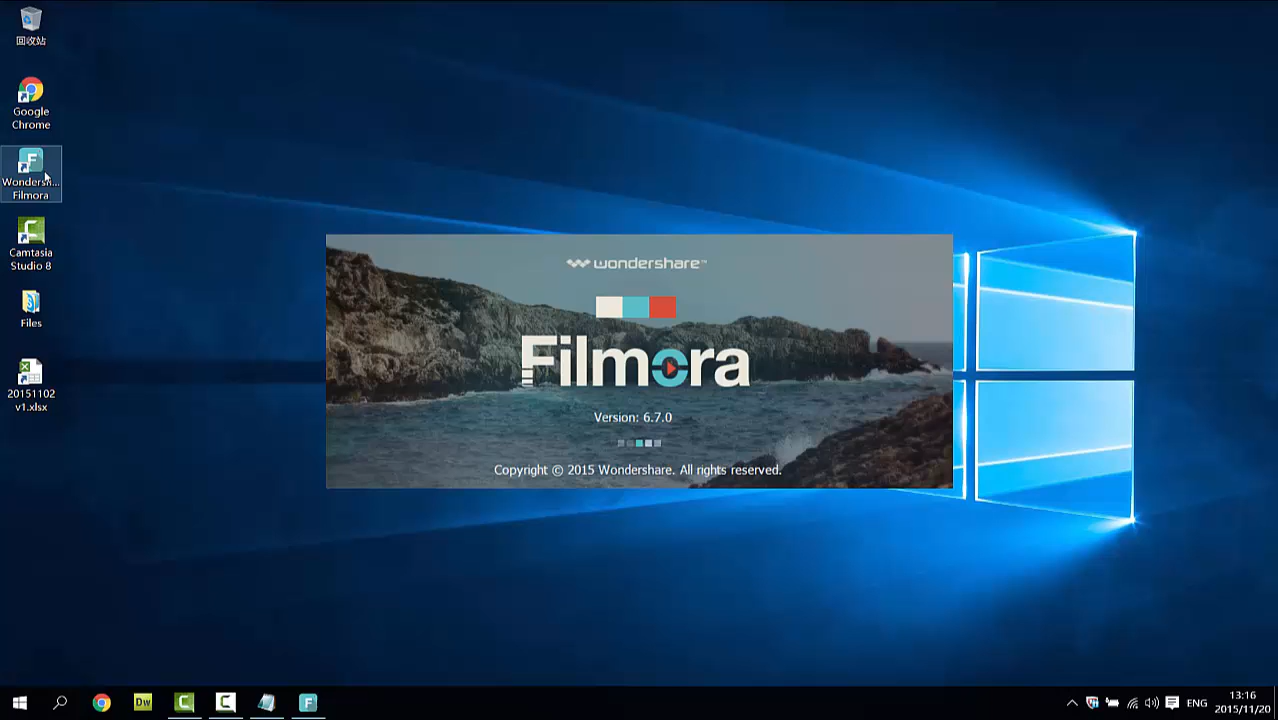 回收站
Google
Chrome
Wondersh...
Filmora
Camtasia
Studio 8
Files
20151102
v1.xlsx
wondershare™
Filmora
Version: 6.7.0
Copyright © 2015 Wondershare. All rights reserved.
Dw
ENG
13:16
2015/11/20